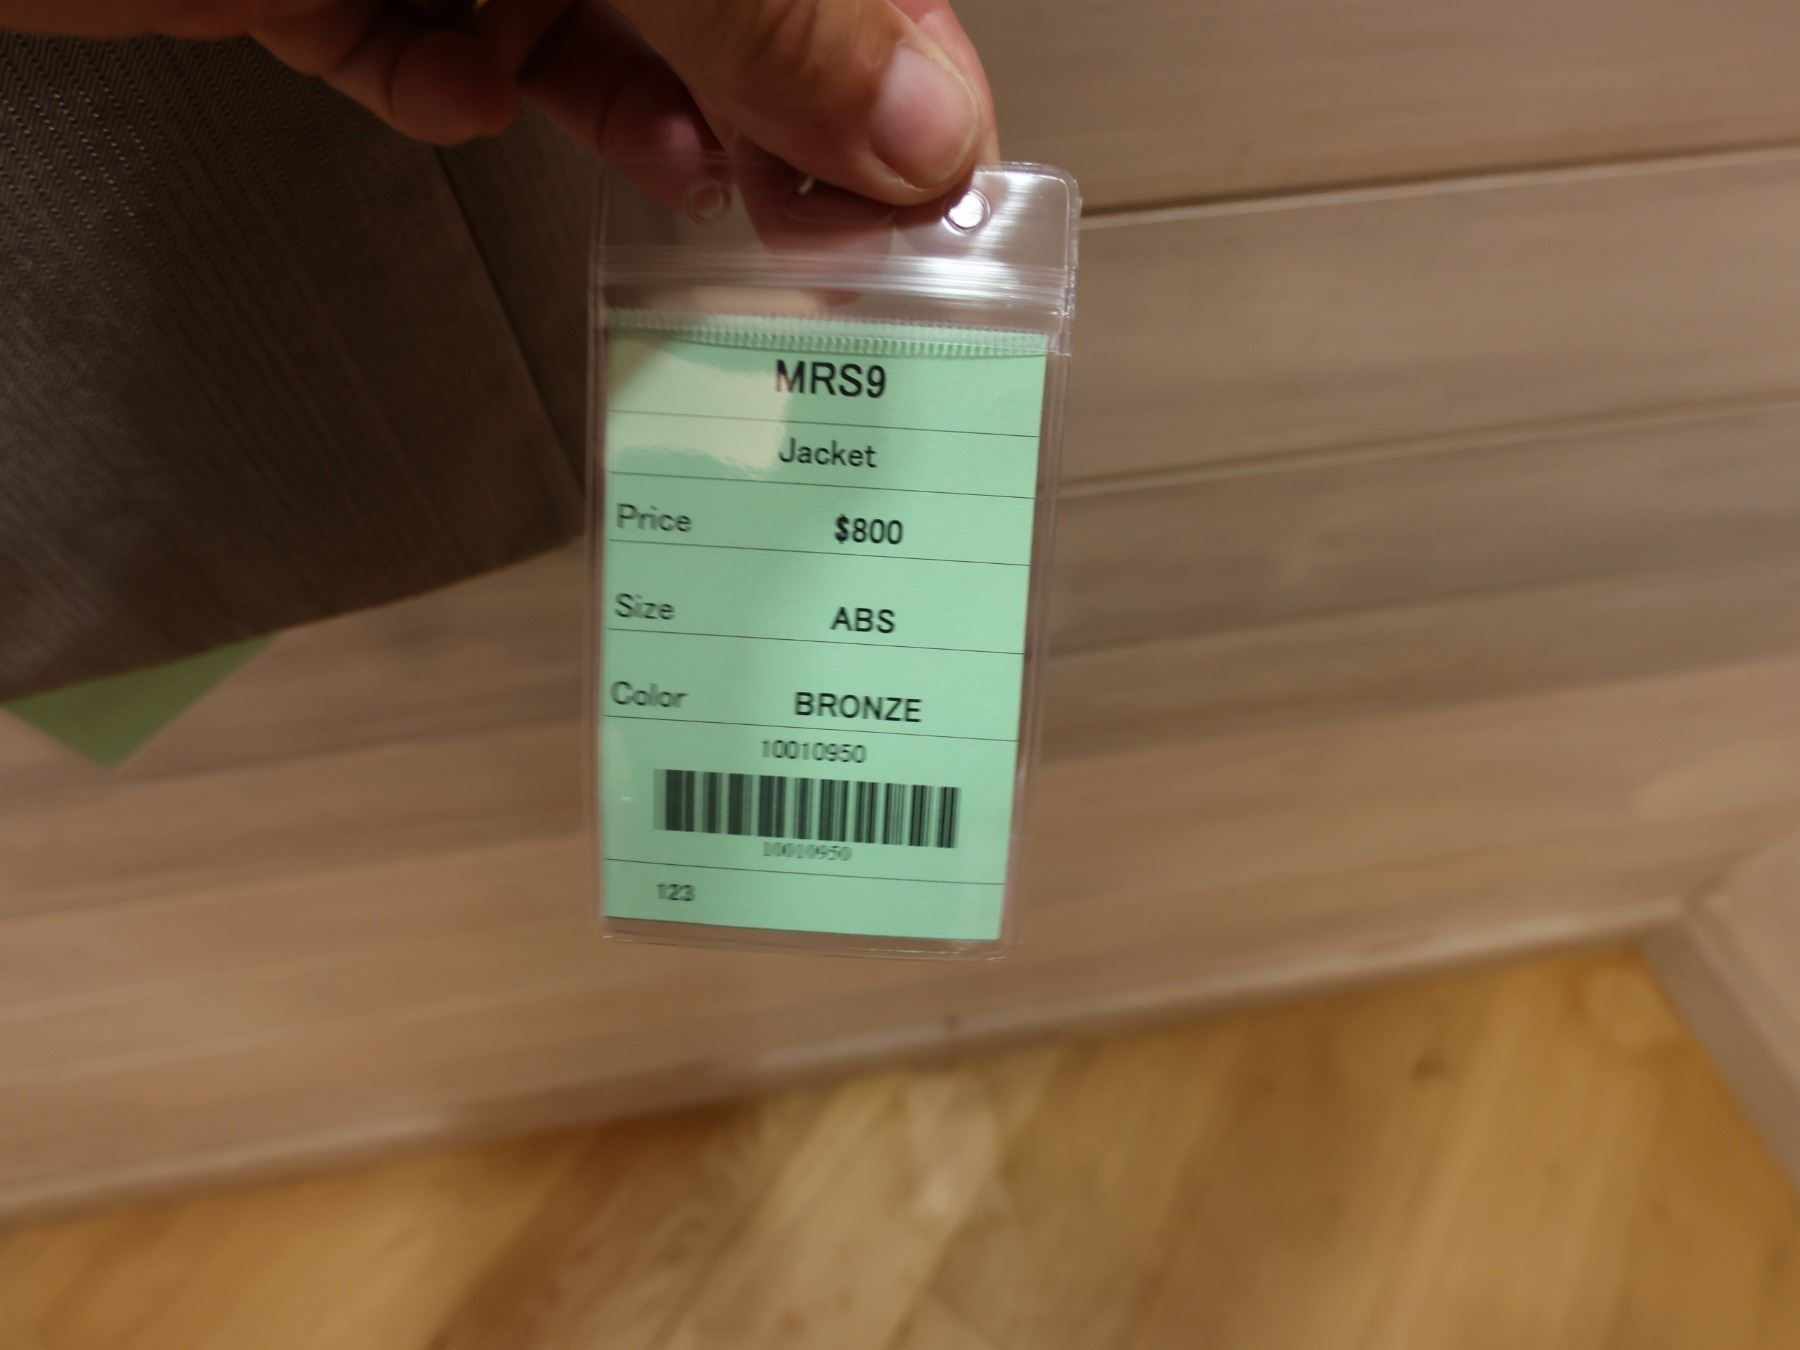 MRS9
Jacket
Price $800
Size ABS
Color BRONZE
10010950
10010950
123